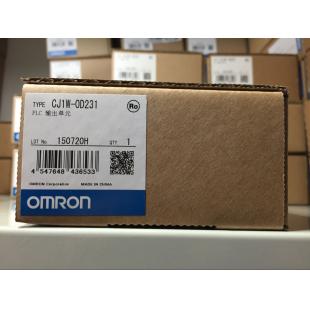 TYPE CJ1W-OD231
PLC 输出单元
Ro
LOT No 150720H QTY 1
OMRON Corporation MADE IN CHINA
4 547648 436533
OMRON